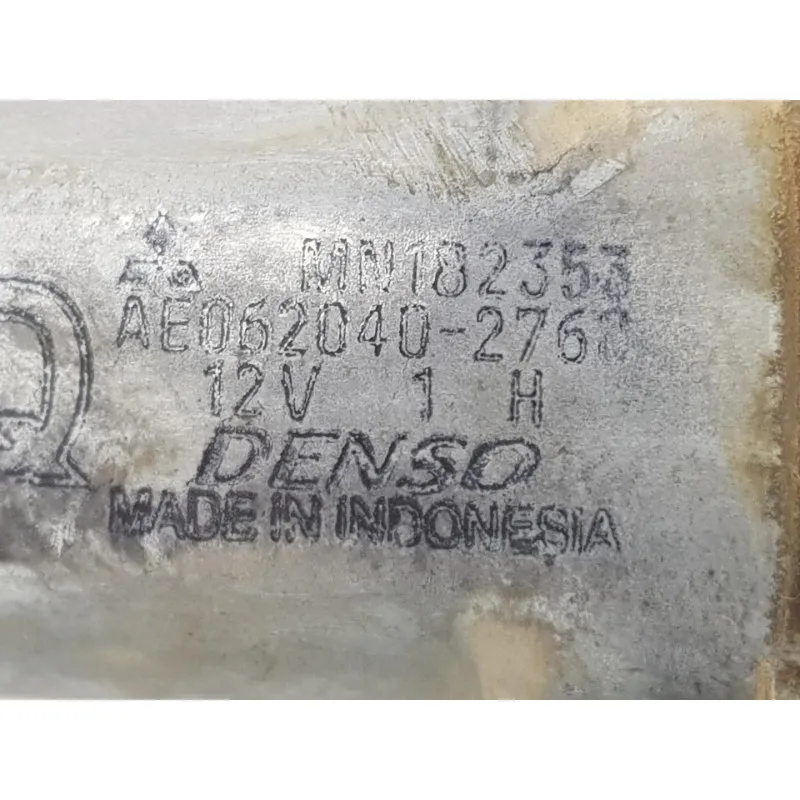 MN182353
AE062040-2760
12V 1 H
DENSO
MADE IN INDONESIA